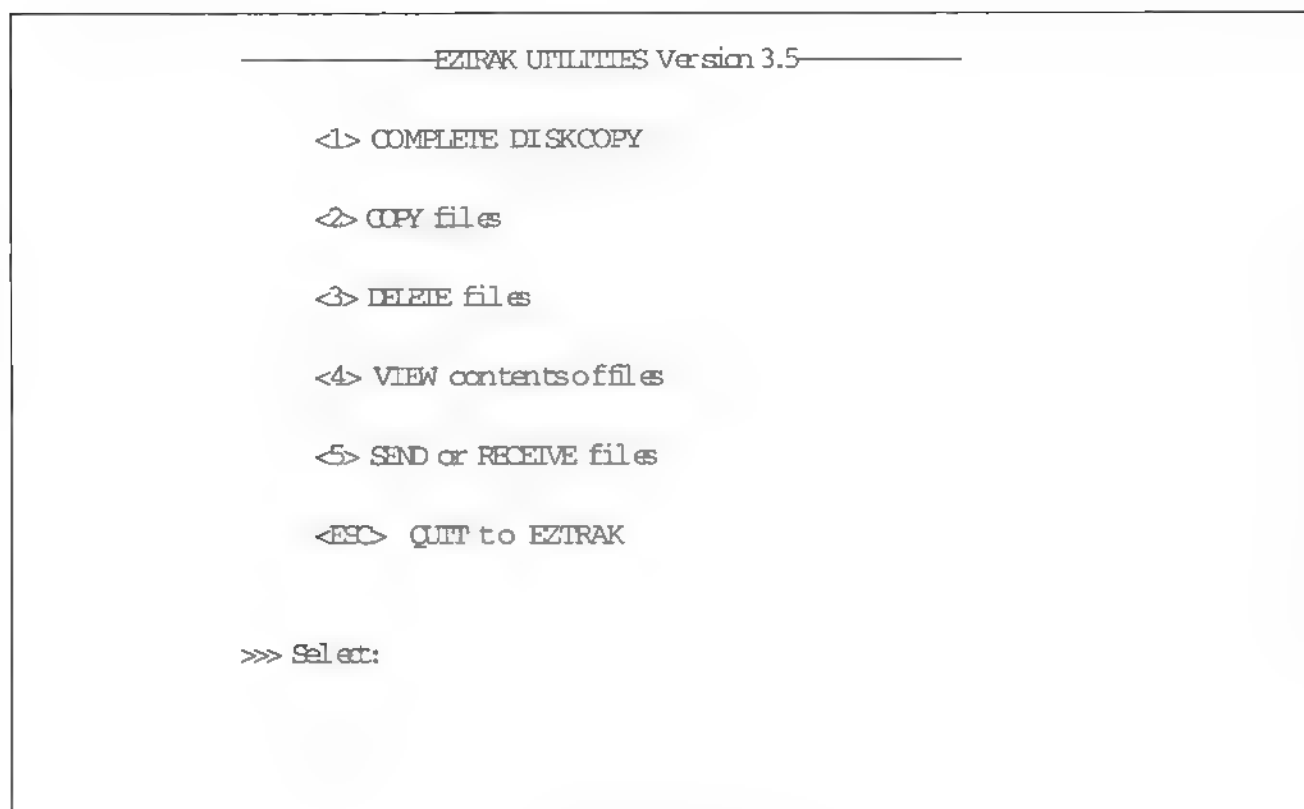 EZTRAK UTILITIES Version 3.5
<1> COMPLETE DISKCOPY
<2> COPY files
<3> DELETE files
<4> VIEW contents of files
<5> SEND or RECEIVE files
<ESC> QUIT to EZTRAK
>>> Select: